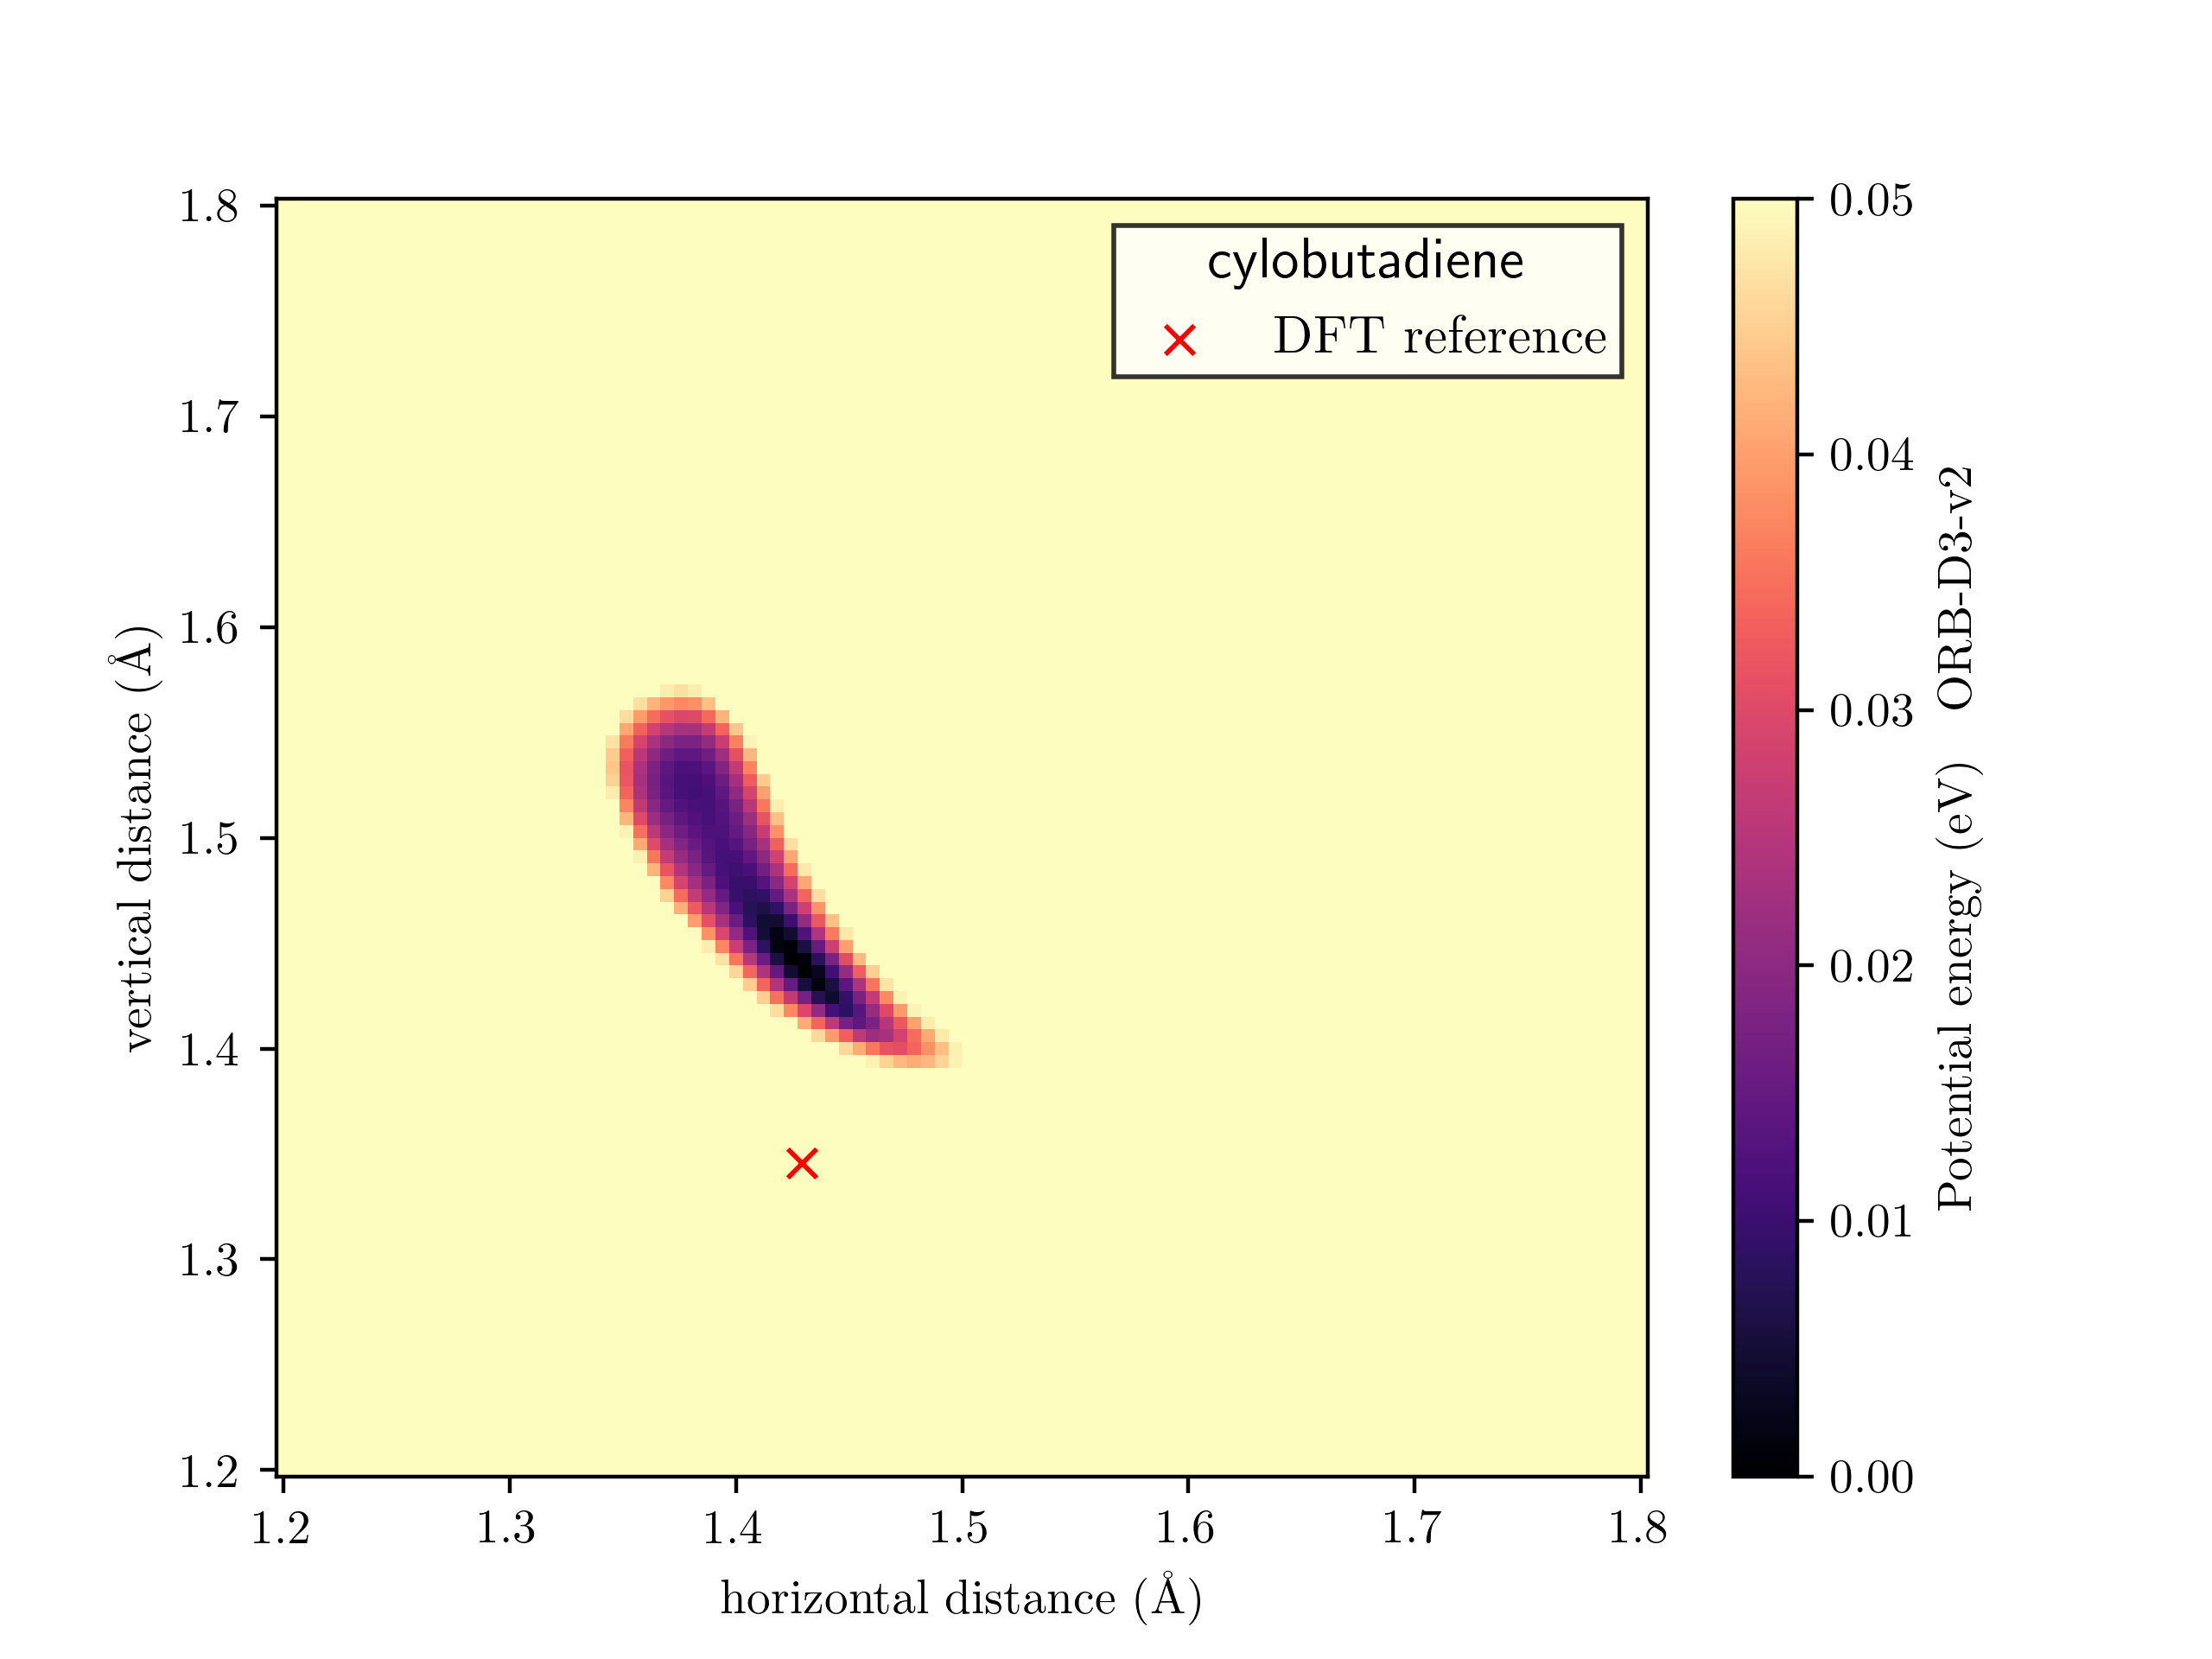 cylobutadiene
DFT reference
1.8
1.7
1.6
1.5
1.4
1.3
1.2
vertical distance (Å)
1.2 1.3 1.4 1.5 1.6 1.7 1.8
horizontal distance (Å)
0.05
0.04
0.03
0.02
0.01
0.00
Potential energy (eV) ORB-D3-v2